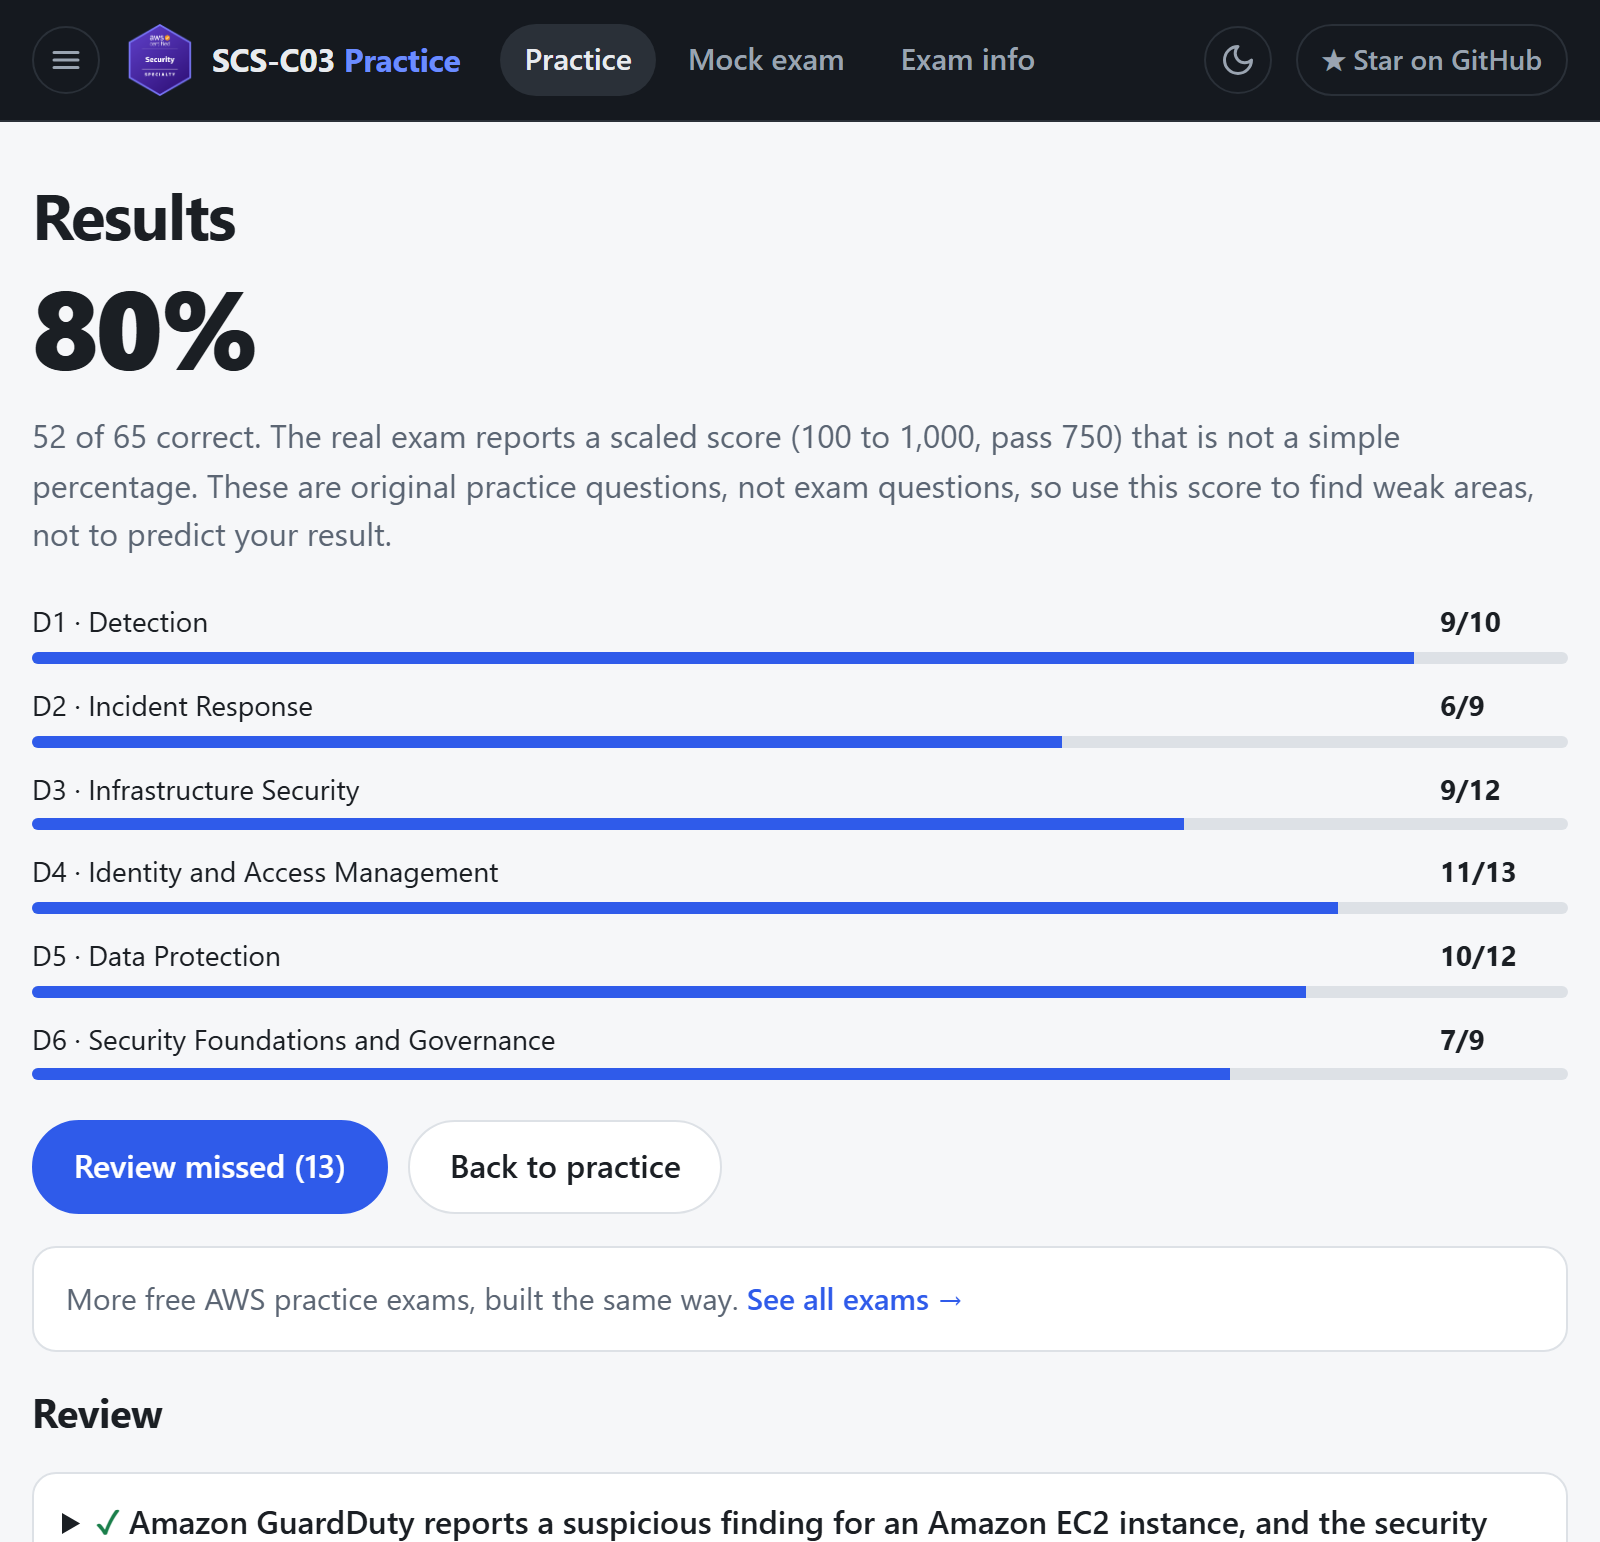 aws
Security
SPECIALTY
SCS-C03 Practice
Practice
Mock exam
Exam info
★ Star on GitHub
Results
80%
52 of 65 correct. The real exam reports a scaled score (100 to 1,000, pass 750) that is not a simple
percentage. These are original practice questions, not exam questions, so use this score to find weak areas,
not to predict your result.
D1 · Detection 9/10
D2 · Incident Response 6/9
D3 · Infrastructure Security 9/12
D4 · Identity and Access Management 11/13
D5 · Data Protection 10/12
D6 · Security Foundations and Governance 7/9
Review missed (13)
Back to practice
More free AWS practice exams, built the same way. See all exams →
Review
▶ ✓ Amazon GuardDuty reports a suspicious finding for an Amazon EC2 instance, and the security